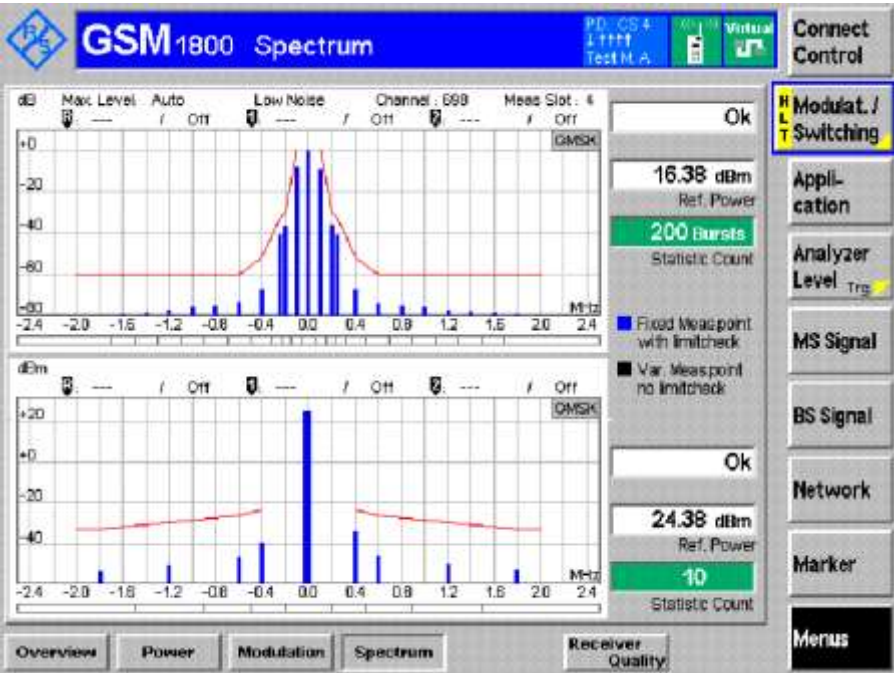 GSM 1800 Spectrum
P.D. CS 4
Test M. A
Virtual
Connect
Control
dB Max. Level Auto Low Noise Channel : 698 Meas Slot : 4
--- / Off 1 --- / Off 2 --- / Off
GMSK
+0
-20
-40
-60
-80
MHz
-2.4 -2.0 -1.6 -1.2 -0.8 -0.4 0.0 0.4 0.8 1.2 1.6 2.0 2.4
Ok
16.38 dBm
Ref. Power
200 Bursts
Statistic Count
Fixed Meas.point
with limitcheck
Var. Meas.point
no limitcheck
dBm
--- / Off 1 --- / Off 2 --- / Off
GMSK
+20
+0
-20
-40
MHz
-2.4 -2.0 -1.6 -1.2 -0.8 -0.4 0.0 0.4 0.8 1.2 1.6 2.0 2.4
Ok
24.38 dBm
Ref. Power
10
Statistic Count
HLT
Modulat. /
Switching
Appli-
cation
Analyzer
Level Trg
MS Signal
BS Signal
Network
Marker
Menus
Overview Power Modulation Spectrum Receiver
Quality